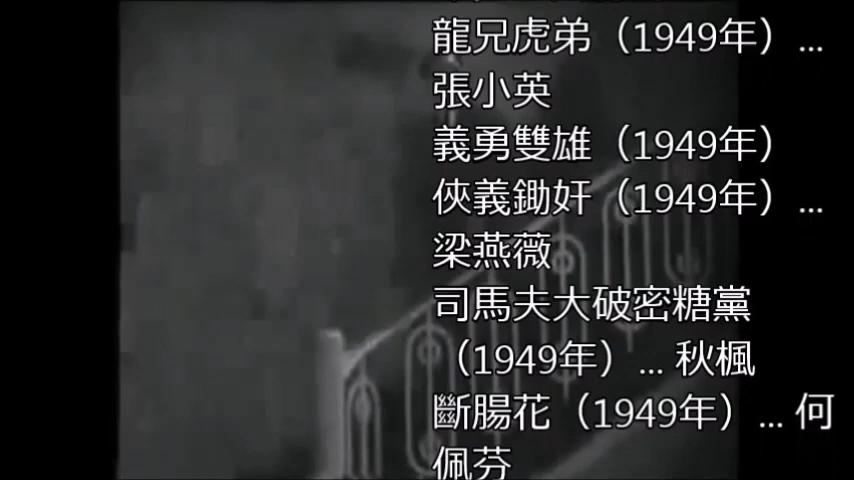 龍兄虎弟（1949年）...
張小英
義勇雙雄（1949年）
俠義鋤奸（1949年）...
梁燕薇
司馬夫大破密糖黨
（1949年）... 秋楓
斷腸花（1949年）... 何
佩芬